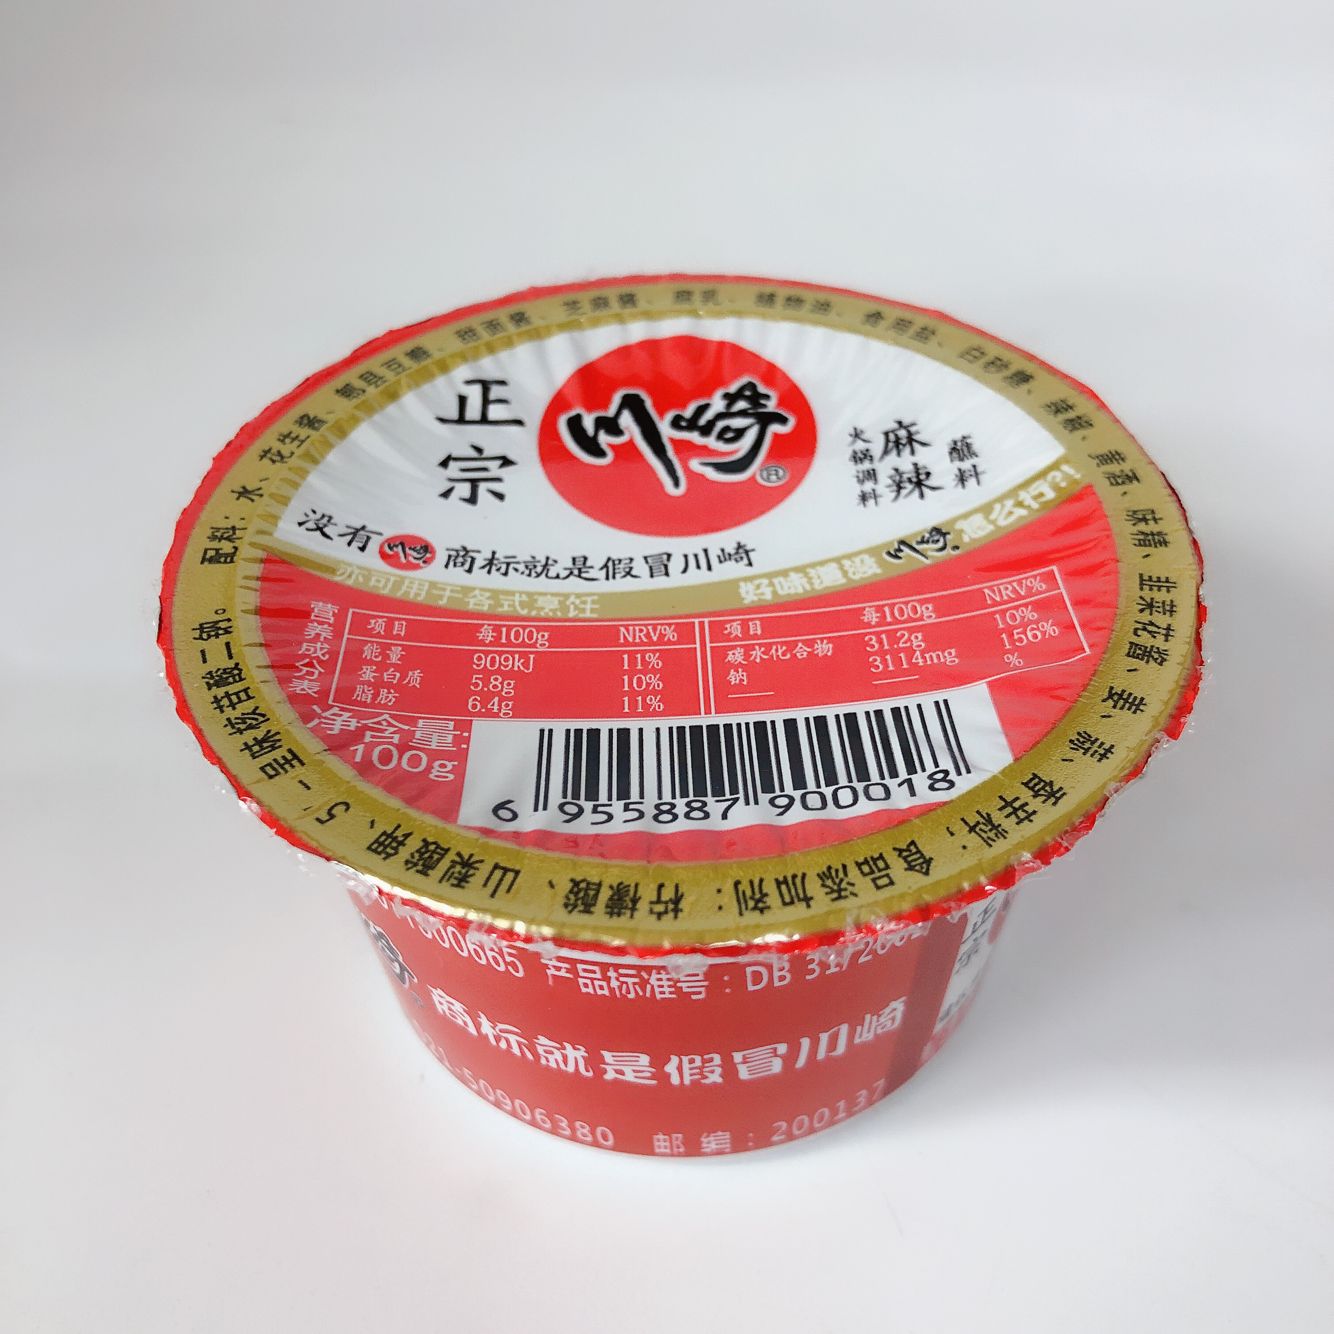 配料：水、花生酱、郫县豆瓣、甜面酱、芝麻酱、腐乳、植物油、食用盐、白砂糖、辣椒、黄酒、味精、韭菜花酱、姜、蒜、香辛料；食品添加剂：柠檬酸、山梨酸钾、5'-呈味核苷酸二钠。
正宗
川崎®
火锅调料
麻辣
蘸料
没有川崎商标就是假冒川崎
亦可用于各式烹饪
好味道没川崎怎么行?!
营养成分表
项目 每100g NRV%
能量 909kJ 11%
蛋白质 5.8g 10%
脂肪 6.4g 11%
项目 每100g NRV%
碳水化合物 31.2g 10%
钠 3114mg 156%
—— —— %
净含量:
100g
6 955887 900018
00665 产品标准号：DB 31/2002
商标就是假冒川崎
21-50906380 邮编：200137
正宗